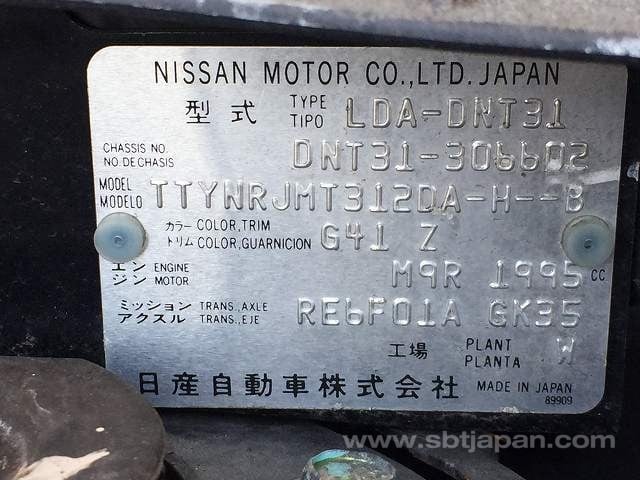 NISSAN MOTOR CO.,LTD. JAPAN
型式 TYPE TIPO LDA-DNT31
CHASSIS NO. NO.DE CHASIS DNT31-306602
MODEL MODELO TTYNRJMT312DA-H--B
カラー COLOR,TRIM
トリム COLOR,GUARNICION G41 Z
エンジン ENGINE MOTOR M9R 1995 CC
ミッション TRANS.,AXLE
アクスル TRANS.,EJE RE6F01A GK35
工場 PLANT PLANTA W
日産自動車株式会社 MADE IN JAPAN
89909
www.sbtjapan.com